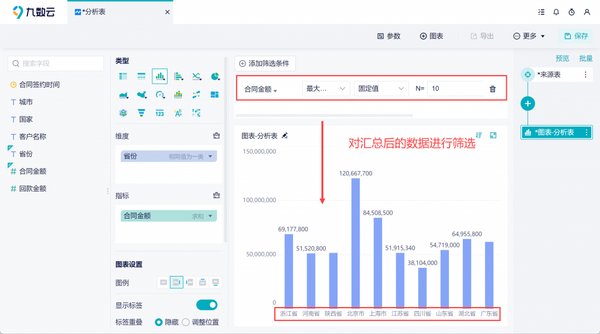 九数云
*分析表
参数
图表
导出
更多
保存
搜索字段
合同签约时间
城市
国家
客户名称
省份
合同金额
回款金额
类型
维度
省份
相同值为一类
指标
合同金额
求和
图表设置
图例
显示标签
标签重叠
隐藏
调整位置
添加筛选条件
合同金额
最大...
固定值
N=
10
图表-分析表
对汇总后的数据进行筛选
150,000,000
100,000,000
50,000,000
0
69,177,800
51,520,800
120,667,700
84,508,500
51,915,340
38,104,000
54,719,000
64,955,800
浙江省
河南省
陕西省
北京市
上海市
江苏省
四川省
山东省
湖北省
广东省
预览
批量
*来源表
*图表-分析表